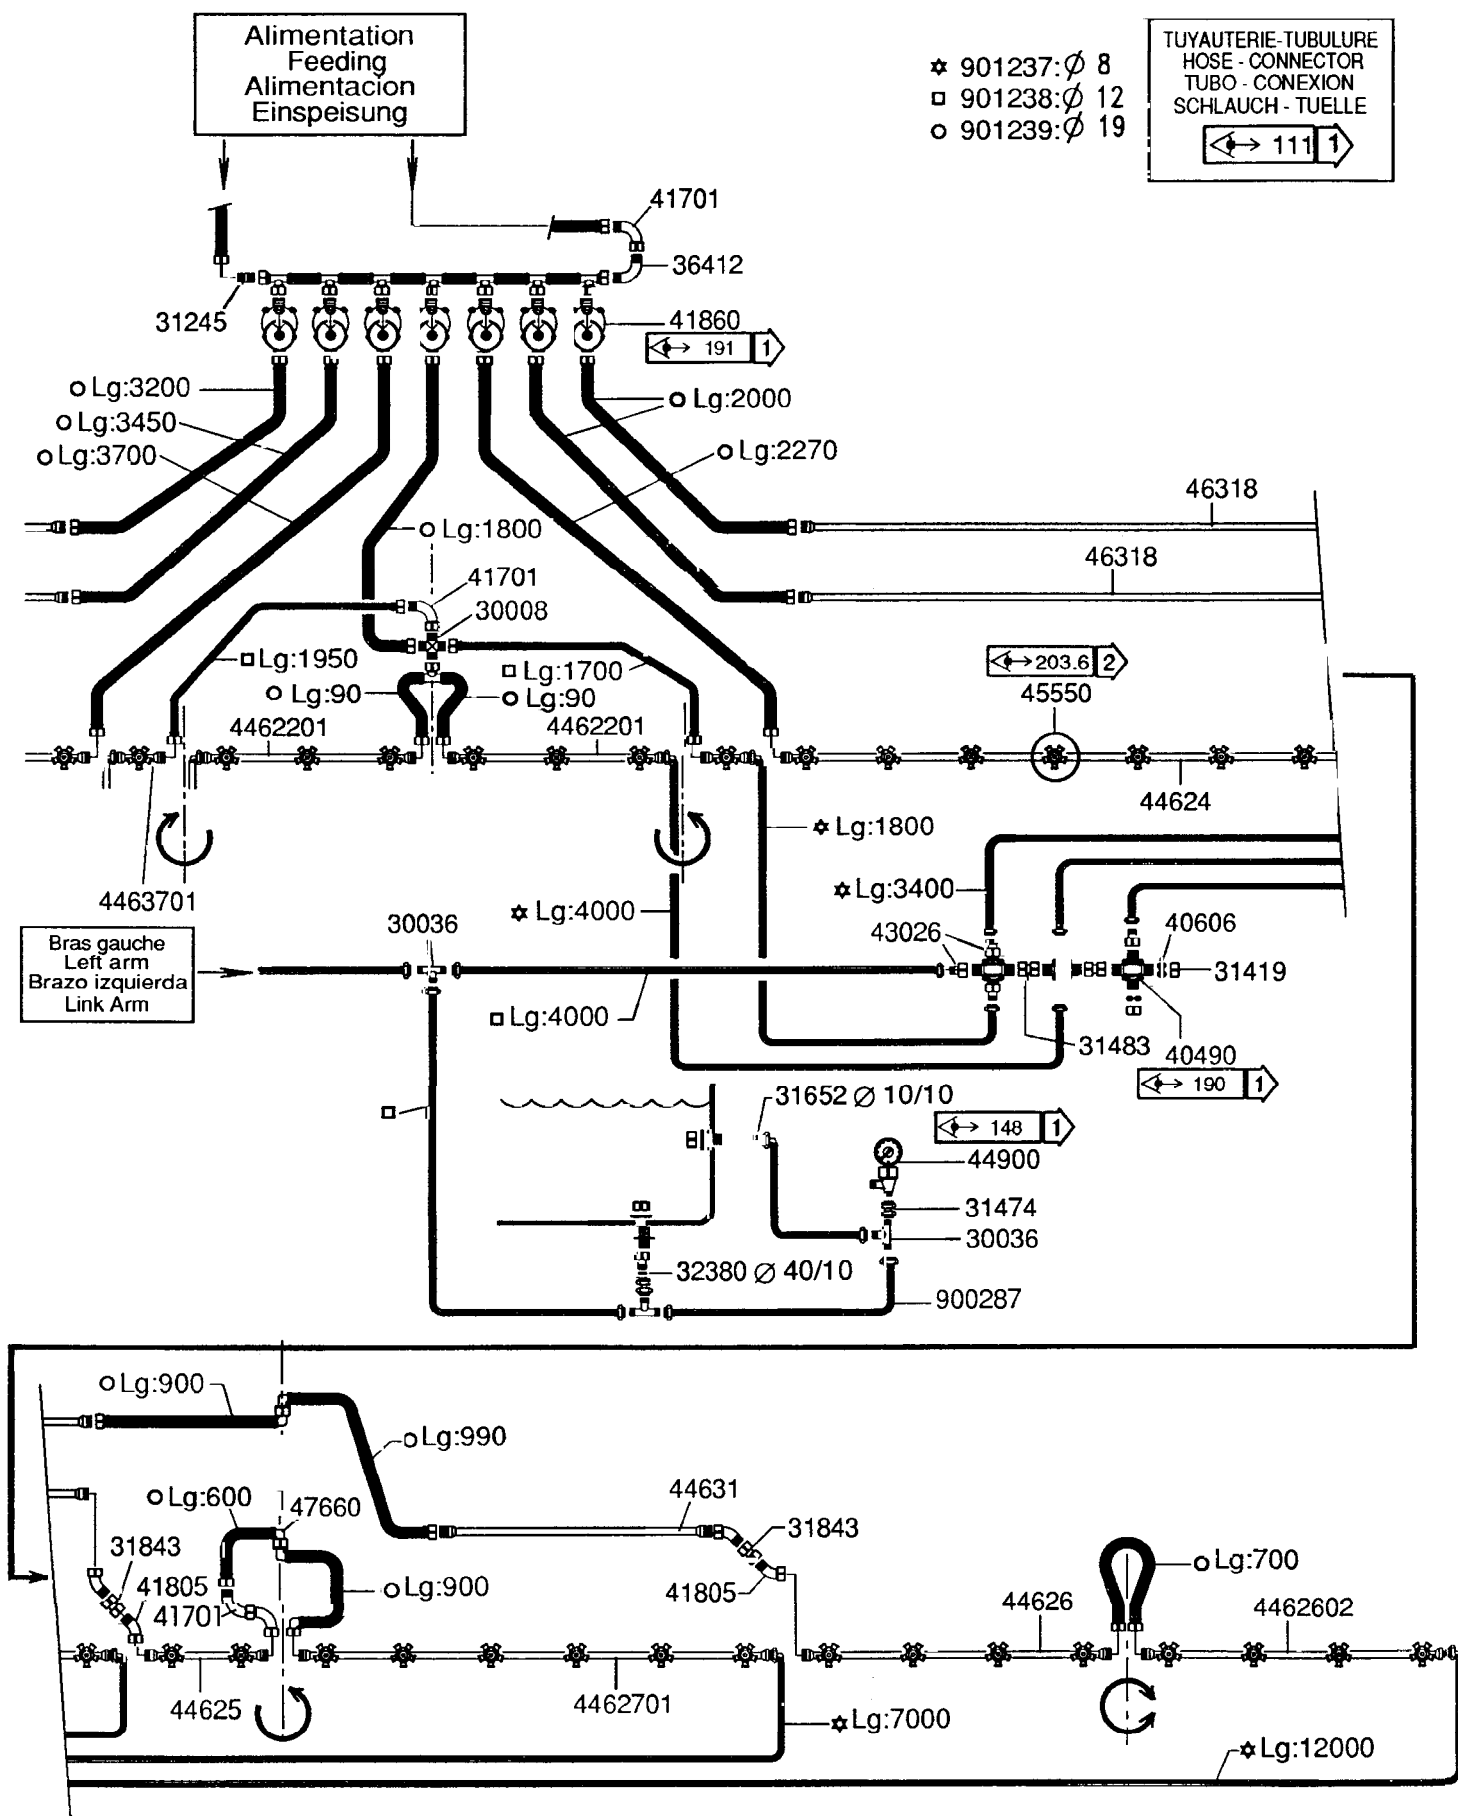 Alimentation
Feeding
Alimentación
Einspeisung
✡ 901237:∅ 8
□ 901238:∅ 12
○ 901239:∅ 19
TUYAUTERIE-TUBULURE
HOSE - CONNECTOR
TUBO - CONEXION
SCHLAUCH - TUELLE
111 1
41701
36412
31245
41860
191 1
○ Lg:3200
○ Lg:2000
○ Lg:3450
○ Lg:3700
○ Lg:2270
46318
○ Lg:1800
46318
41701
30008
□ Lg:1950
□ Lg:1700
203.6 2
○ Lg:90
○ Lg:90
45550
4462201
4462201
44624
✡ Lg:1800
4463701
✡ Lg:3400
✡ Lg:4000
30036
43026
40606
Bras gauche
Left arm
Brazo izquierda
Link Arm
31419
□ Lg:4000
31483
40490
190 1
□
31652 ∅ 10/10
148 1
44900
31474
30036
32380 ∅ 40/10
900287
○ Lg:900
○ Lg:990
○ Lg:600
47660
44631
31843
31843
○ Lg:700
41805
○ Lg:900
41805
41701
44626
4462602
44625
4462701
✡ Lg:7000
✡ Lg:12000